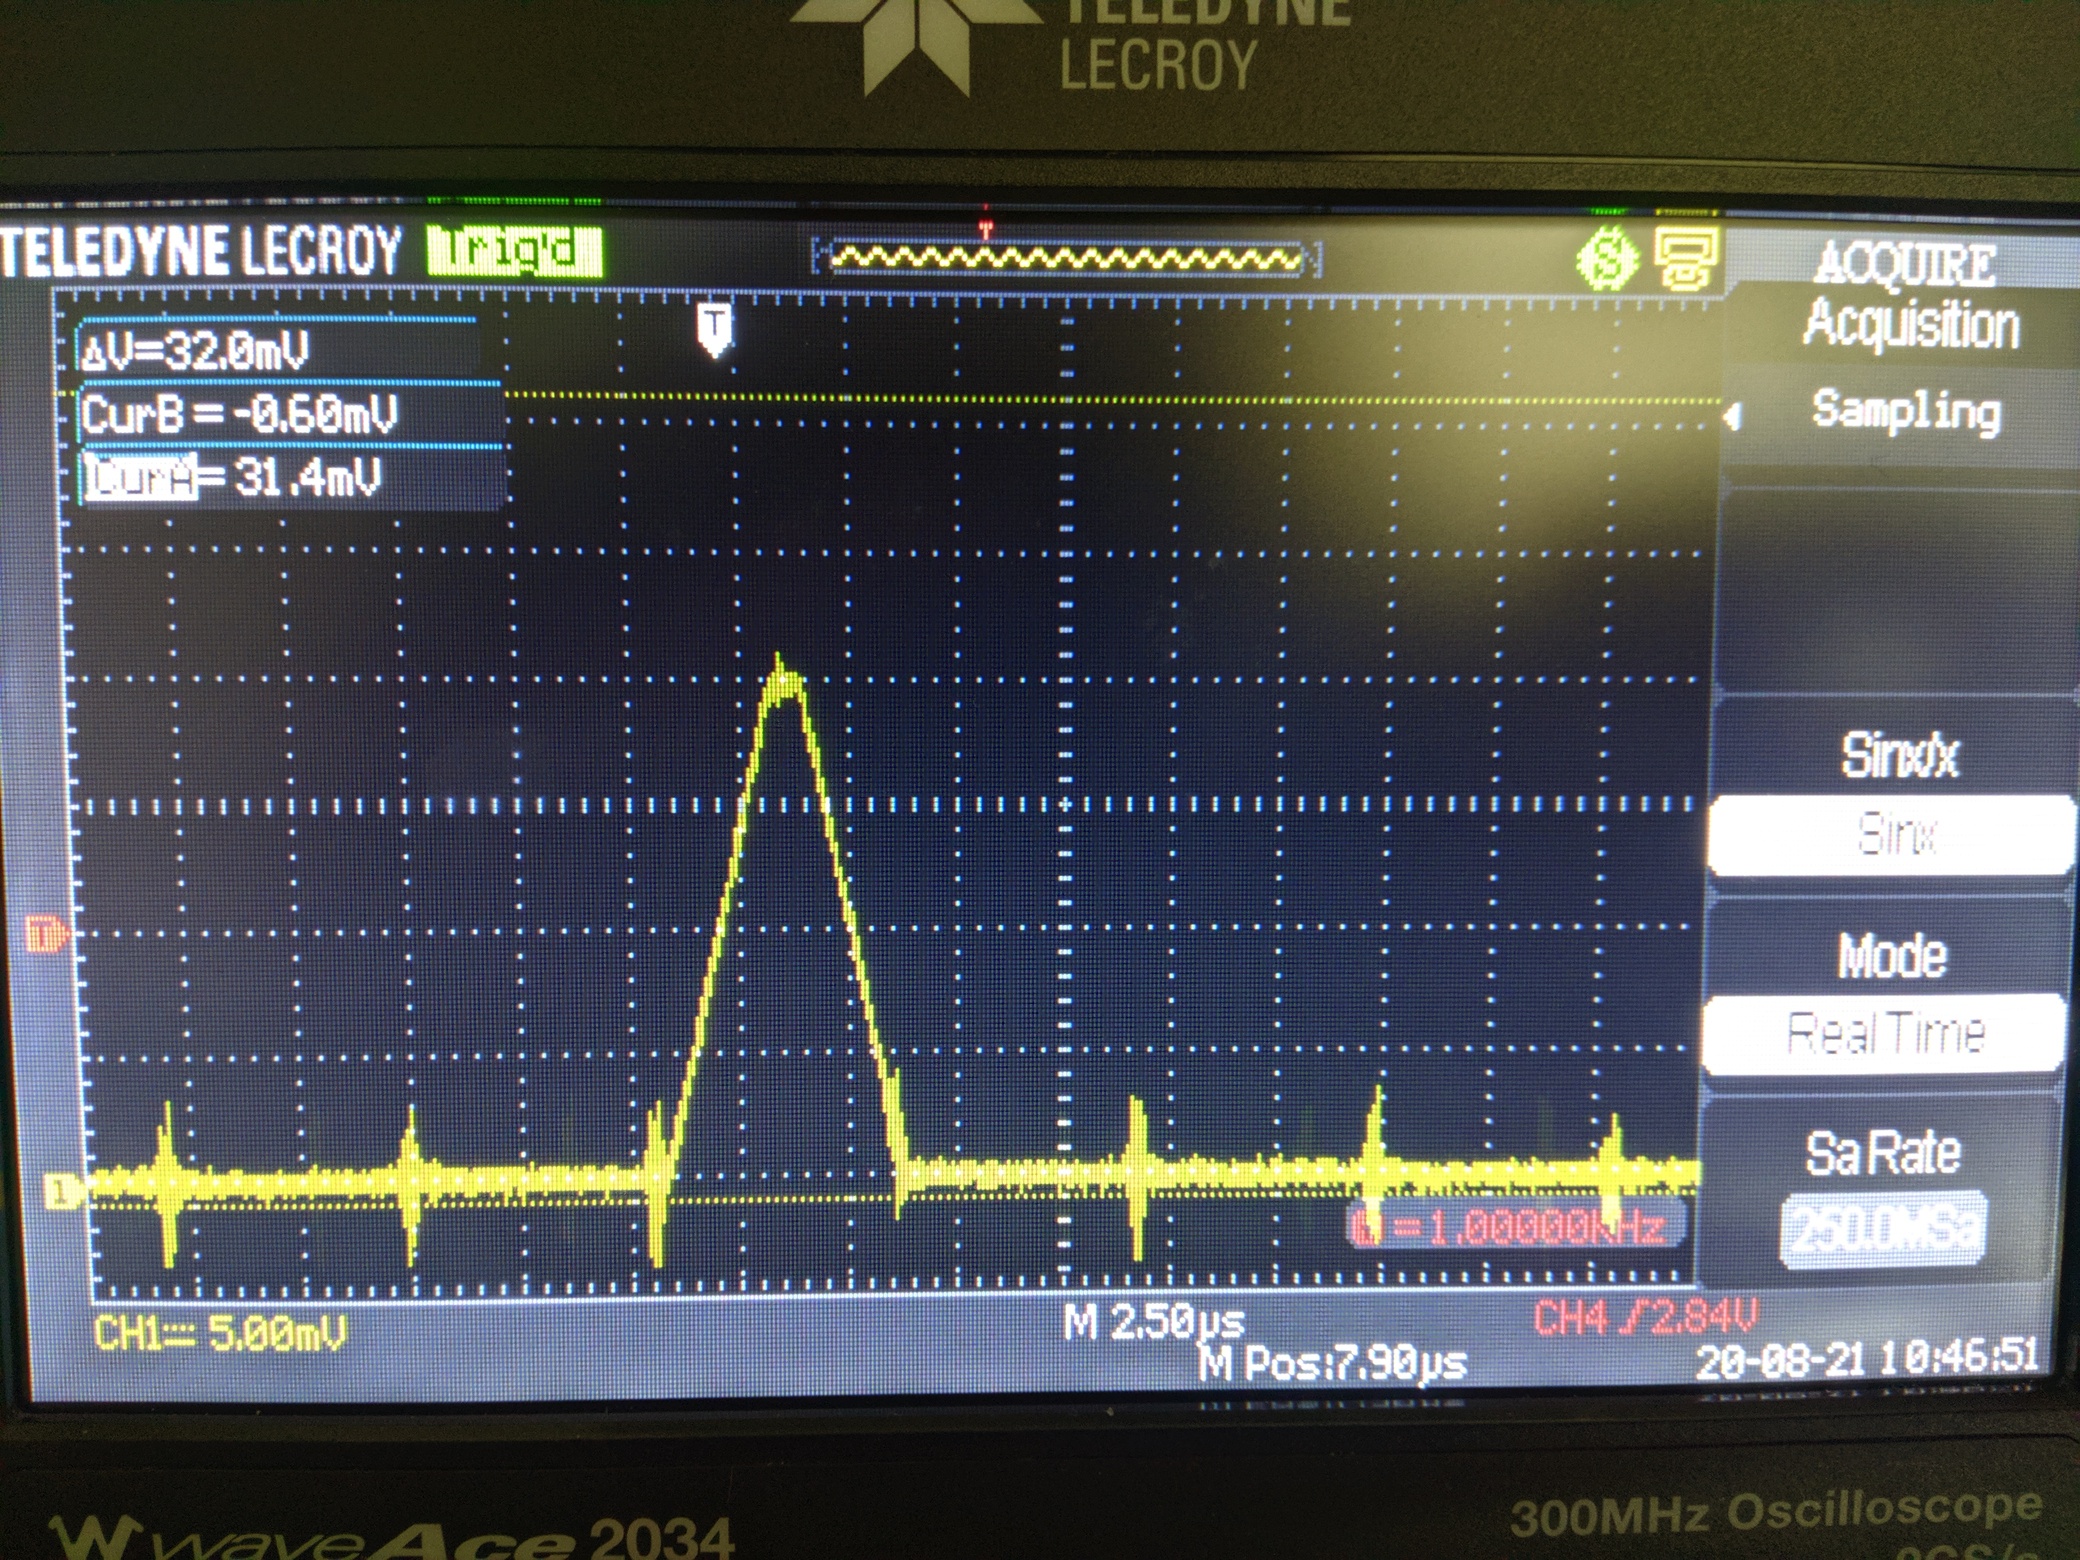 TELEDYNE
LECROY
T
TELEDYNE LECROY Trig'd
S
ACQUIRE
Acquisition
Sampling
T
ΔV=32.0mV
CurB=-0.60mV
CurA=31.4mV
Sinx/x
Sinx
Mode
Real Time
T
Sa Rate
250.0MSa
1
=1.00000kHz
CH1 5.00mV
M 2.50µs
CH4 2.84V
M Pos:7.90µs
20-08-21 10:46:51
waveAce 2034
300MHz Oscilloscope